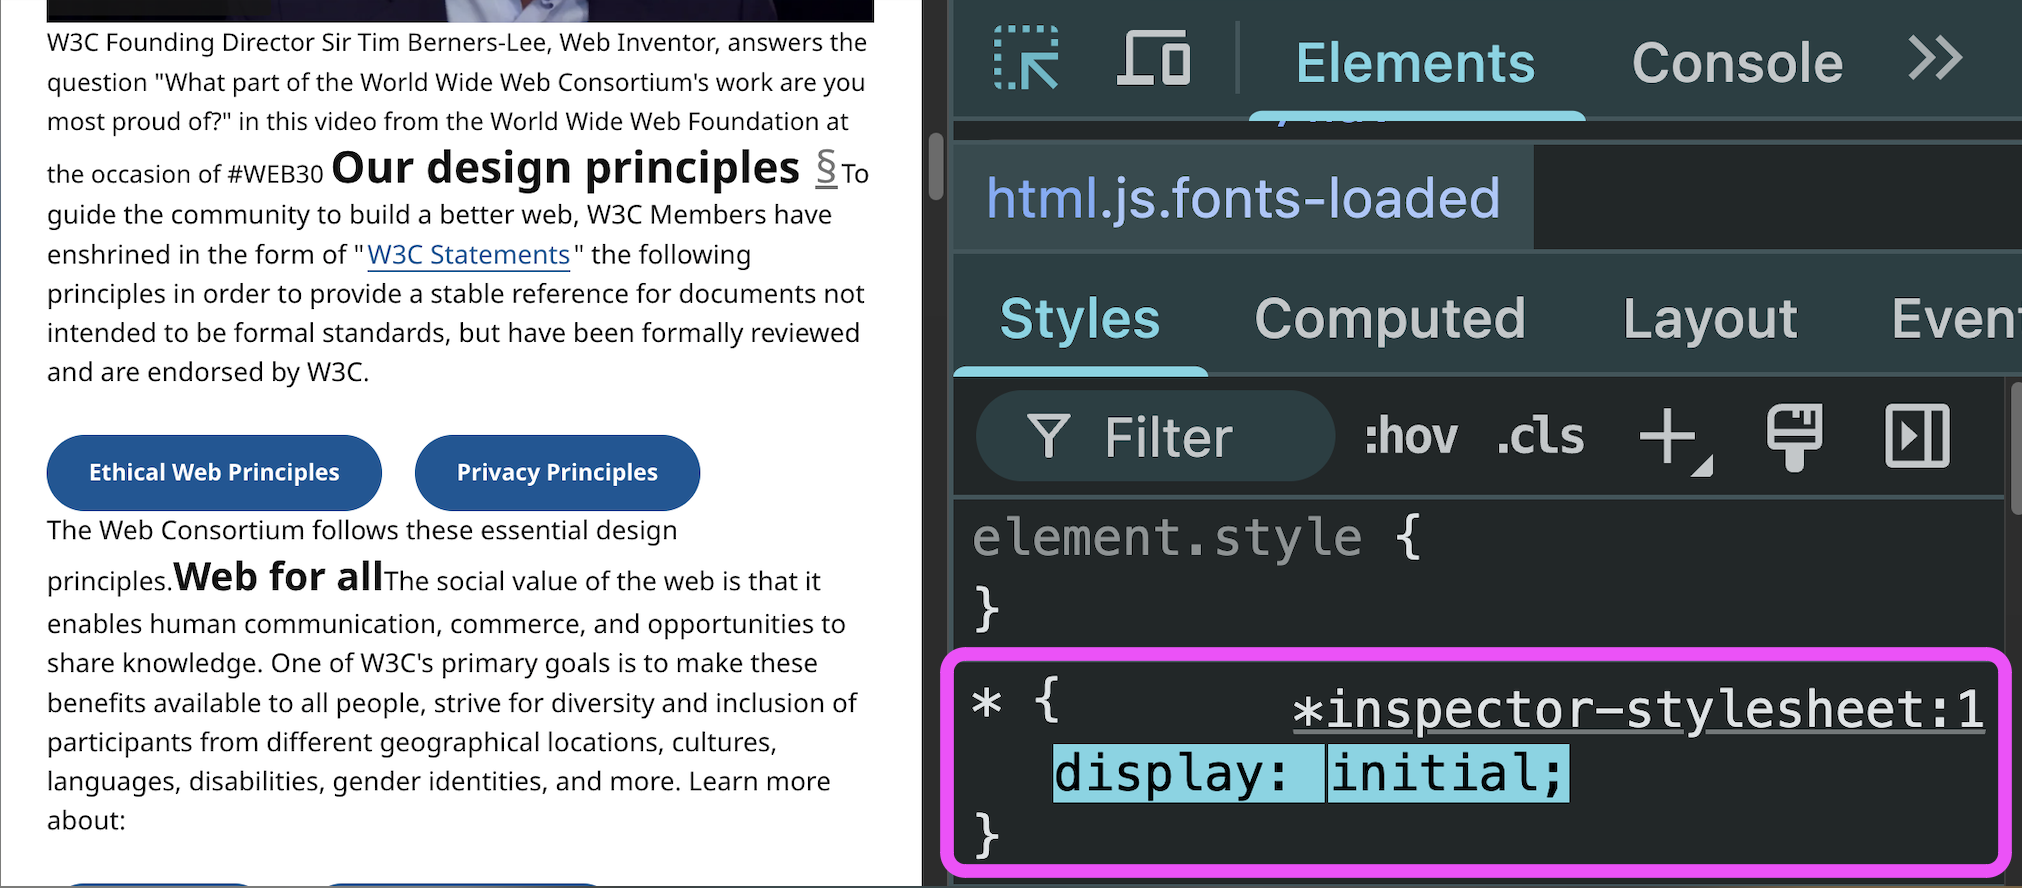 W3C Founding Director Sir Tim Berners-Lee, Web Inventor, answers the
question "What part of the World Wide Web Consortium's work are you
most proud of?" in this video from the World Wide Web Foundation at
the occasion of #WEB30 Our design principles § To
guide the community to build a better web, W3C Members have
enshrined in the form of "W3C Statements" the following
principles in order to provide a stable reference for documents not
intended to be formal standards, but have been formally reviewed
and are endorsed by W3C.
Ethical Web Principles Privacy Principles
The Web Consortium follows these essential design
principles.Web for allThe social value of the web is that it
enables human communication, commerce, and opportunities to
share knowledge. One of W3C's primary goals is to make these
benefits available to all people, strive for diversity and inclusion of
participants from different geographical locations, cultures,
languages, disabilities, gender identities, and more. Learn more
about:
Elements Console
html.js.fonts-loaded
Styles Computed Layout Even
Filter :hov .cls
element.style {
}
* { *inspector-stylesheet:1
display: initial;
}